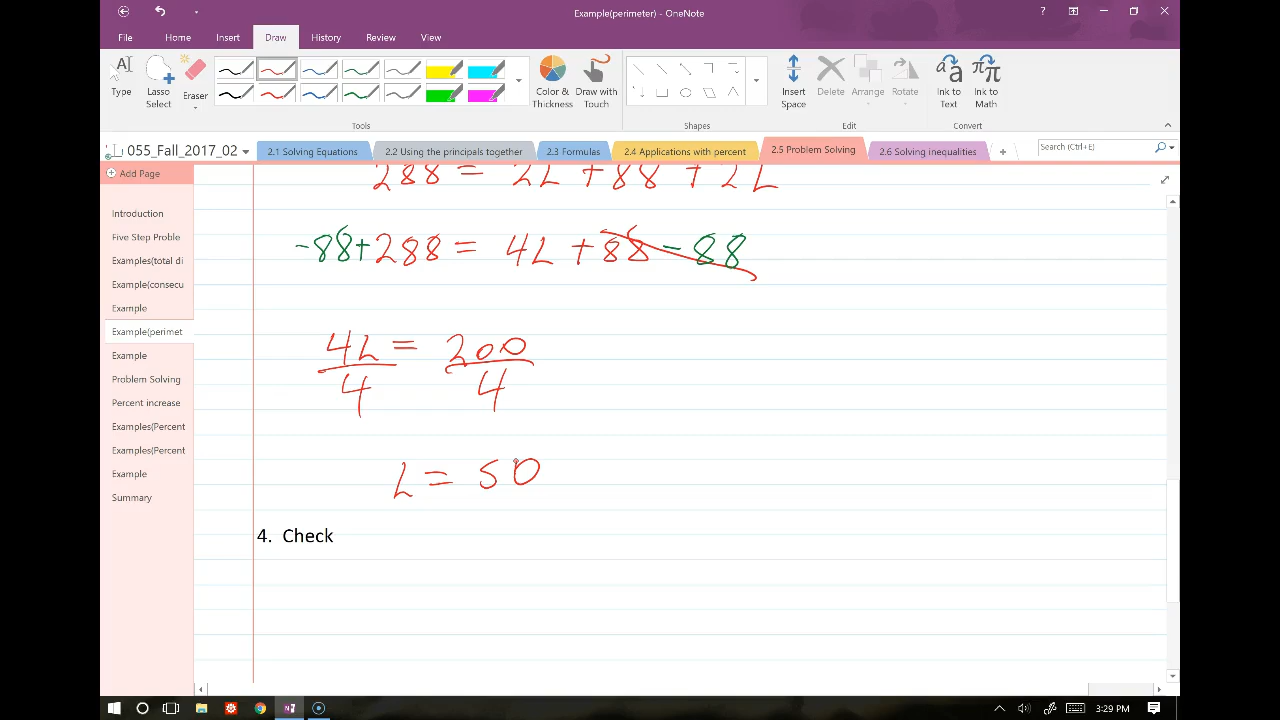 Example(perimeter) - OneNote
File Home Insert Draw History Review View
Type Lasso Select Eraser Color & Thickness Draw with Touch Insert Space Delete Arrange Rotate Ink to Text Ink to Math
Tools Shapes Edit Convert
055_Fall_2017_02 2.1 Solving Equations 2.2 Using the principals together 2.3 Formulas 2.4 Applications with percent 2.5 Problem Solving 2.6 Solving inequalities + Search (Ctrl+E)
Add Page
Introduction
Five Step Proble
Examples(total di
Example(consecu
Example
Example(perimet
Example
Problem Solving
Percent increase
Examples(Percent
Examples(Percent
Example
Summary
288 = 2L + 88 + 2L
-88+288 = 4L + 88 - 88
4L = 200
4 4
L = 50
4. Check
3:29 PM